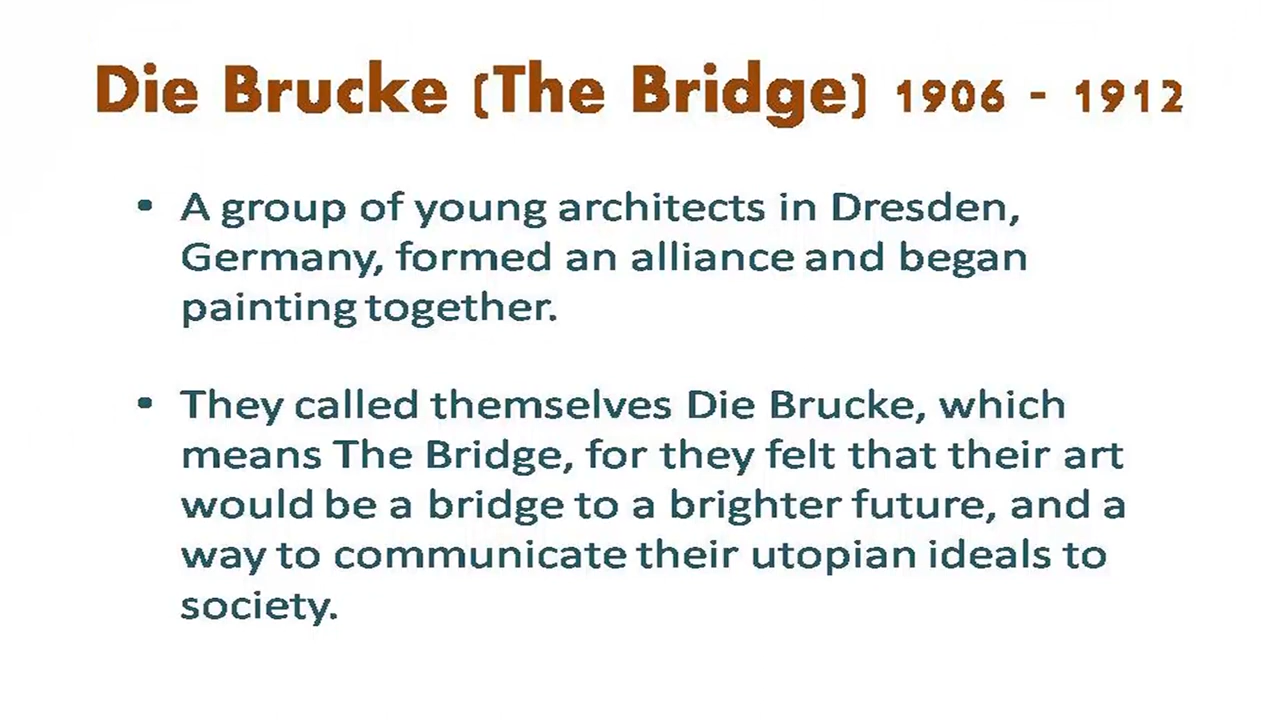 Die Brucke (The Bridge) 1906 - 1912
• A group of young architects in Dresden,
Germany, formed an alliance and began
painting together.
• They called themselves Die Brucke, which
means The Bridge, for they felt that their art
would be a bridge to a brighter future, and a
way to communicate their utopian ideals to
society.